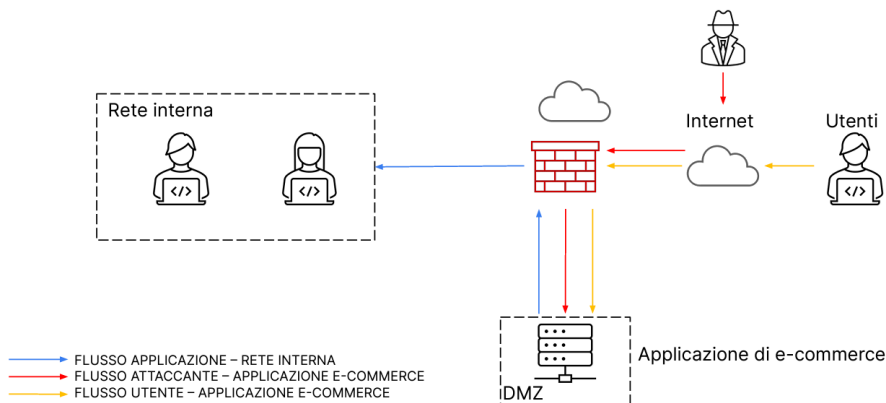 Rete interna
Internet
Utenti
</>
</>
</>
Applicazione di e-commerce
DMZ
FLUSSO APPLICAZIONE – RETE INTERNA
FLUSSO ATTACCANTE – APPLICAZIONE E-COMMERCE
FLUSSO UTENTE – APPLICAZIONE E-COMMERCE